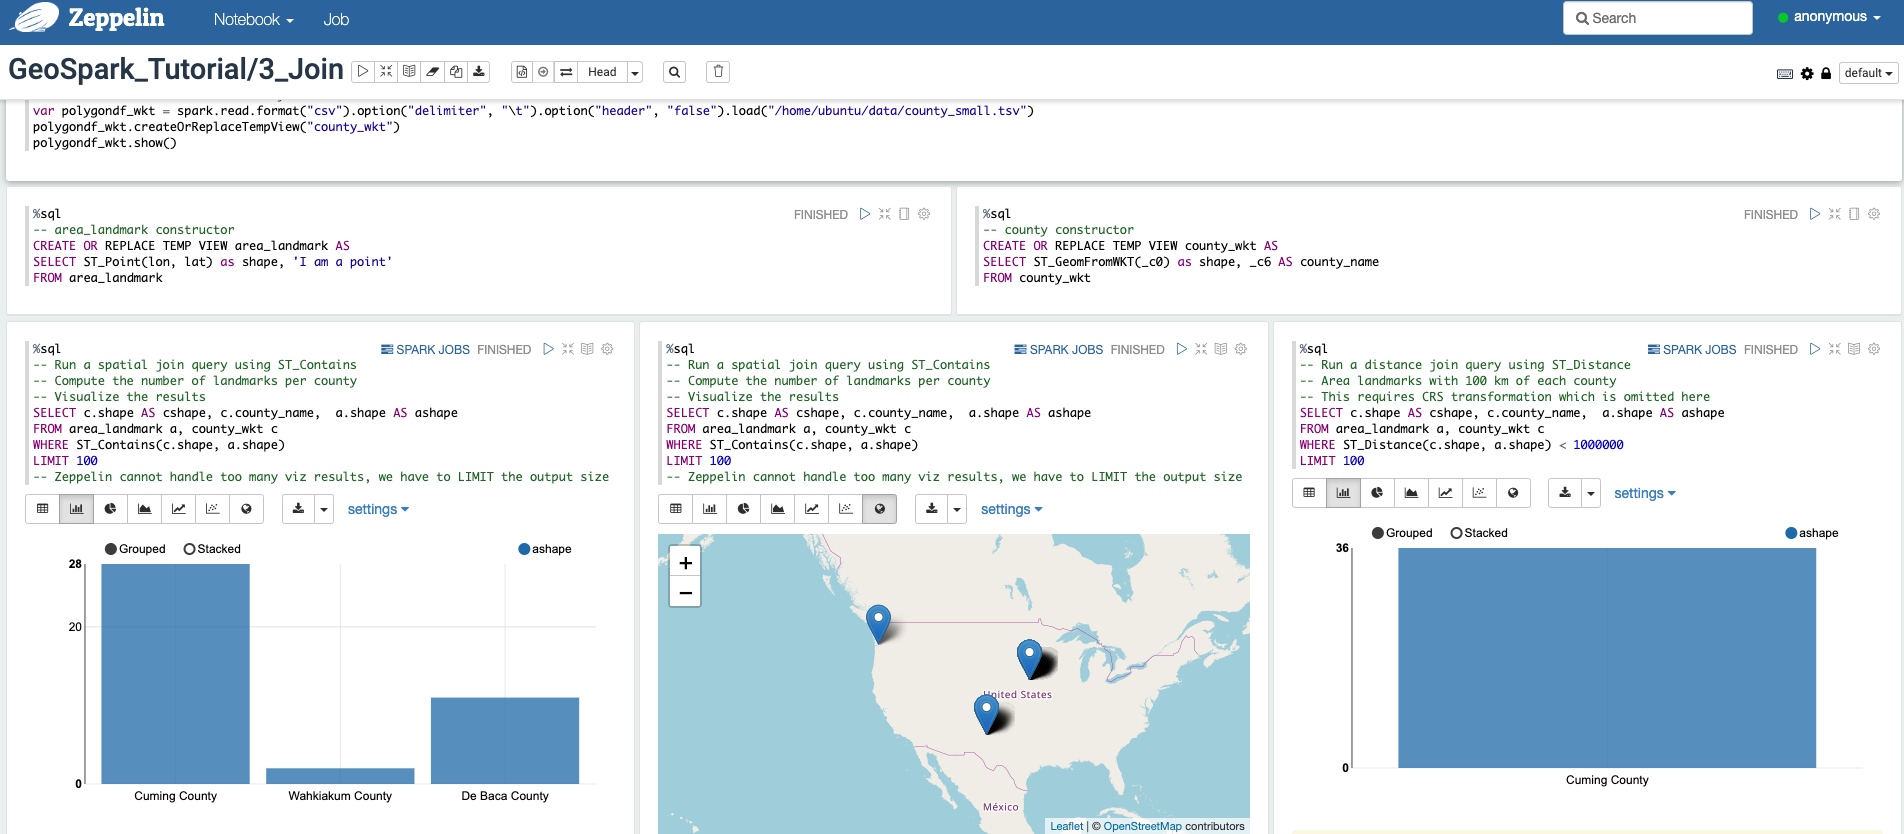 Zeppelin
Notebook
Job
Search
anonymous
GeoSpark_Tutorial/3_Join
Head
default
var polygondf_wkt = spark.read.format("csv").option("delimiter", "\t").option("header", "false").load("/home/ubuntu/data/county_small.tsv")
polygondf_wkt.createOrReplaceTempView("county_wkt")
polygondf_wkt.show()
%sql
FINISHED
-- area_landmark constructor
CREATE OR REPLACE TEMP VIEW area_landmark AS
SELECT ST_Point(lon, lat) as shape, 'I am a point'
FROM area_landmark
%sql
FINISHED
-- county constructor
CREATE OR REPLACE TEMP VIEW county_wkt AS
SELECT ST_GeomFromWKT(_c0) as shape, _c6 AS county_name
FROM county_wkt
%sql
SPARK JOBS FINISHED
-- Run a spatial join query using ST_Contains
-- Compute the number of landmarks per county
-- Visualize the results
SELECT c.shape AS cshape, c.county_name,  a.shape AS ashape
FROM area_landmark a, county_wkt c
WHERE ST_Contains(c.shape, a.shape)
LIMIT 100
-- Zeppelin cannot handle too many viz results, we have to LIMIT the output size
settings
Grouped
Stacked
ashape
28
20
0
Cuming County
Wahkiakum County
De Baca County
%sql
SPARK JOBS FINISHED
-- Run a spatial join query using ST_Contains
-- Compute the number of landmarks per county
-- Visualize the results
SELECT c.shape AS cshape, c.county_name,  a.shape AS ashape
FROM area_landmark a, county_wkt c
WHERE ST_Contains(c.shape, a.shape)
LIMIT 100
-- Zeppelin cannot handle too many viz results, we have to LIMIT the output size
settings
+
−
United States
México
Leaflet | © OpenStreetMap contributors
%sql
SPARK JOBS FINISHED
-- Run a distance join query using ST_Distance
-- Area landmarks with 100 km of each county
-- This requires CRS transformation which is omitted here
SELECT c.shape AS cshape, c.county_name,  a.shape AS ashape
FROM area_landmark a, county_wkt c
WHERE ST_Distance(c.shape, a.shape) < 1000000
LIMIT 100
settings
Grouped
Stacked
ashape
36
0
Cuming County